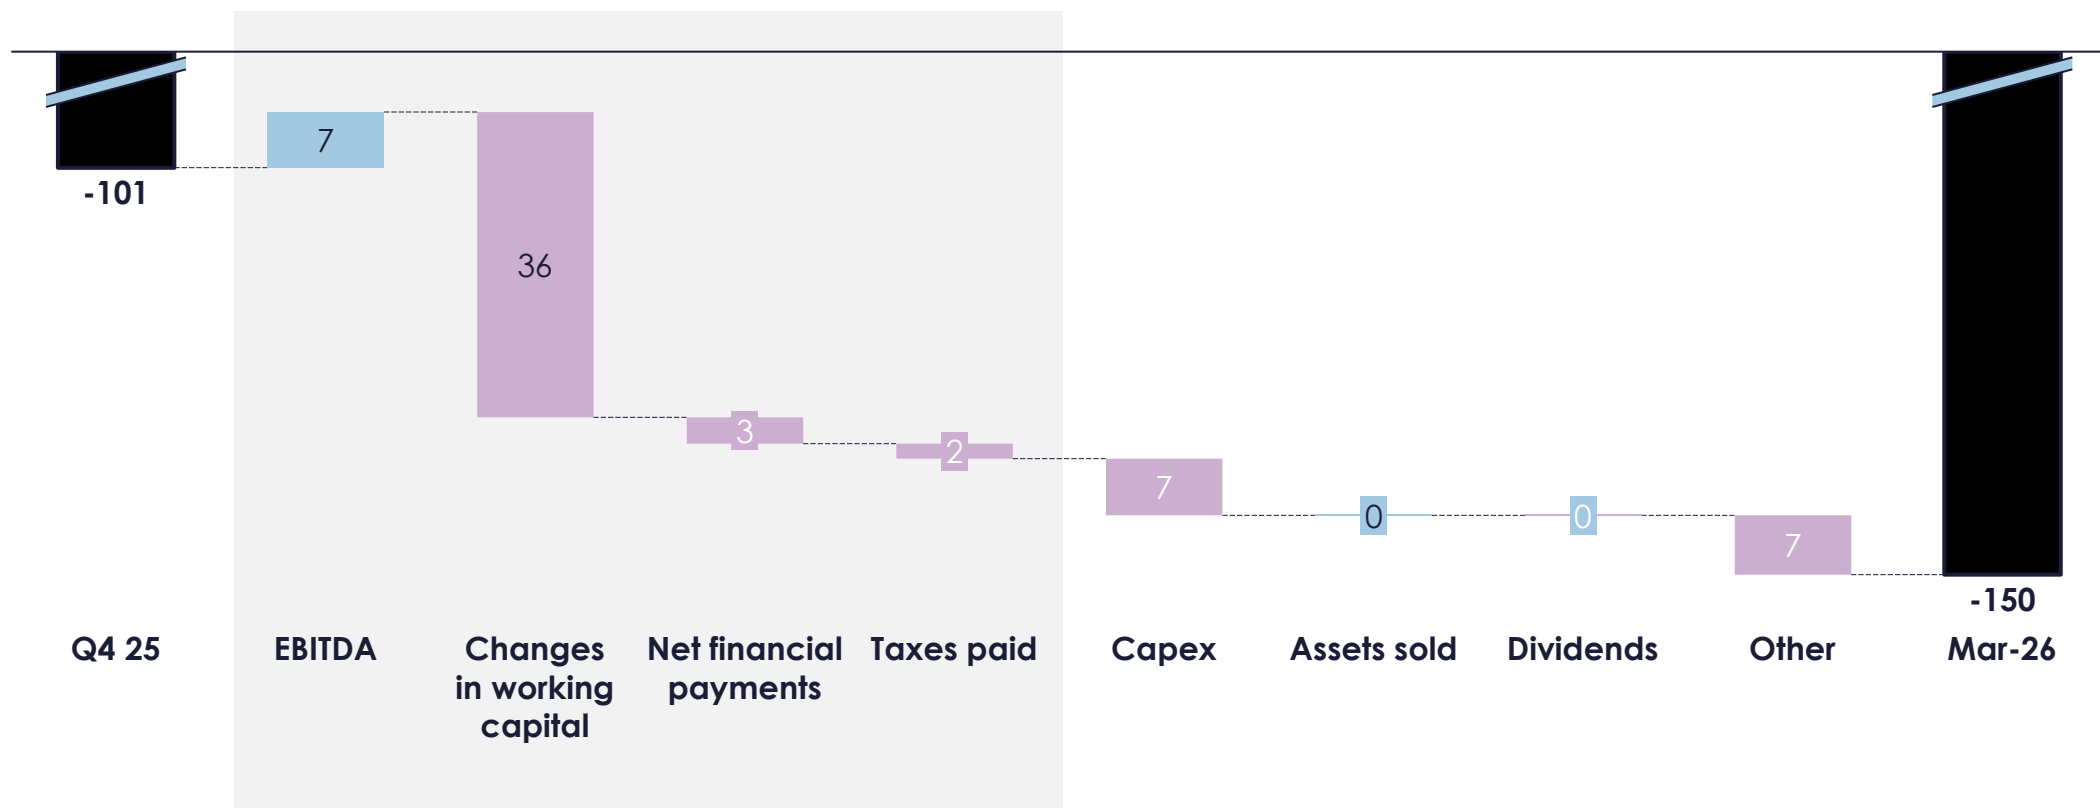 -101
7
36
3
2
7
0
0
7
-150
Q4 25
EBITDA
Changes
in working
capital
Net financial
payments
Taxes paid
Capex
Assets sold
Dividends
Other
Mar-26